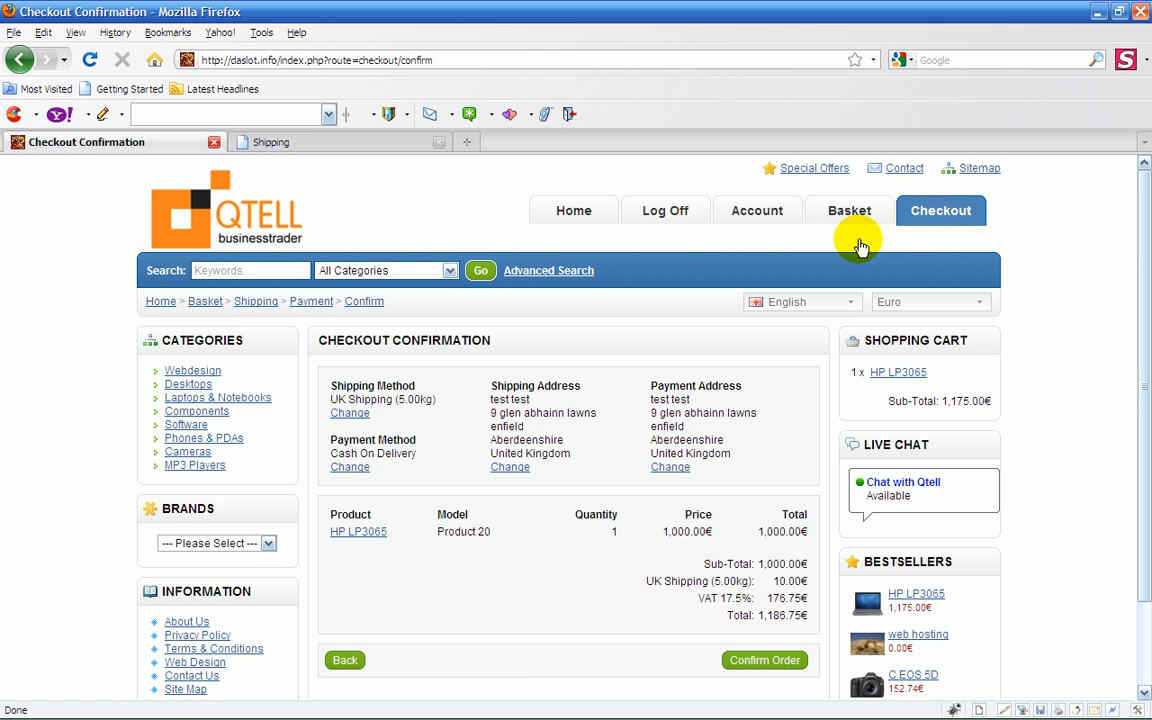 Checkout Confirmation - Mozilla Firefox
File Edit View History Bookmarks Yahoo! Tools Help
http://daslot.info/index.php?route=checkout/confirm
Google
S
Most Visited Getting Started Latest Headlines
Y!
Checkout Confirmation Shipping
Special Offers Contact Sitemap
QTELL
businesstrader
Home Log Off Account Basket Checkout
Search: Keywords All Categories Go Advanced Search
Home > Basket > Shipping > Payment > Confirm
English Euro
CATEGORIES
Webdesign
Desktops
Laptops & Notebooks
Components
Software
Phones & PDAs
Cameras
MP3 Players
BRANDS
--- Please Select ---
INFORMATION
About Us
Privacy Policy
Terms & Conditions
Web Design
Contact Us
Site Map
CHECKOUT CONFIRMATION
Shipping Method
UK Shipping (5.00kg)
Change
Payment Method
Cash On Delivery
Change
Shipping Address
test test
9 glen abhainn lawns
enfield
Aberdeenshire
United Kingdom
Change
Payment Address
test test
9 glen abhainn lawns
enfield
Aberdeenshire
United Kingdom
Change
Product Model Quantity Price Total
HP LP3065 Product 20 1 1,000.00€ 1,000.00€
Sub-Total: 1,000.00€
UK Shipping (5.00kg): 10.00€
VAT 17.5%: 176.75€
Total: 1,186.75€
Back Confirm Order
SHOPPING CART
1 x HP LP3065
Sub-Total: 1,175.00€
LIVE CHAT
Chat with Qtell
Available
BESTSELLERS
HP LP3065
1,175.00€
web hosting
0.00€
C EOS 5D
152.74€
Done